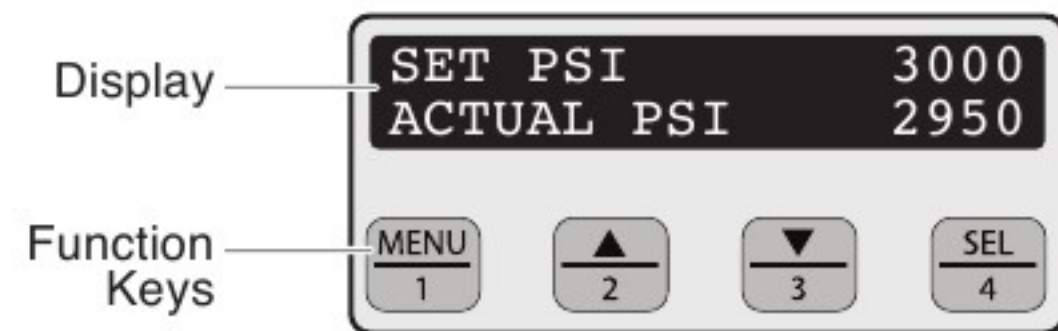 Display
SET PSI 3000
ACTUAL PSI 2950
Function
Keys
MENU
1
▲
2
▼
3
SEL
4